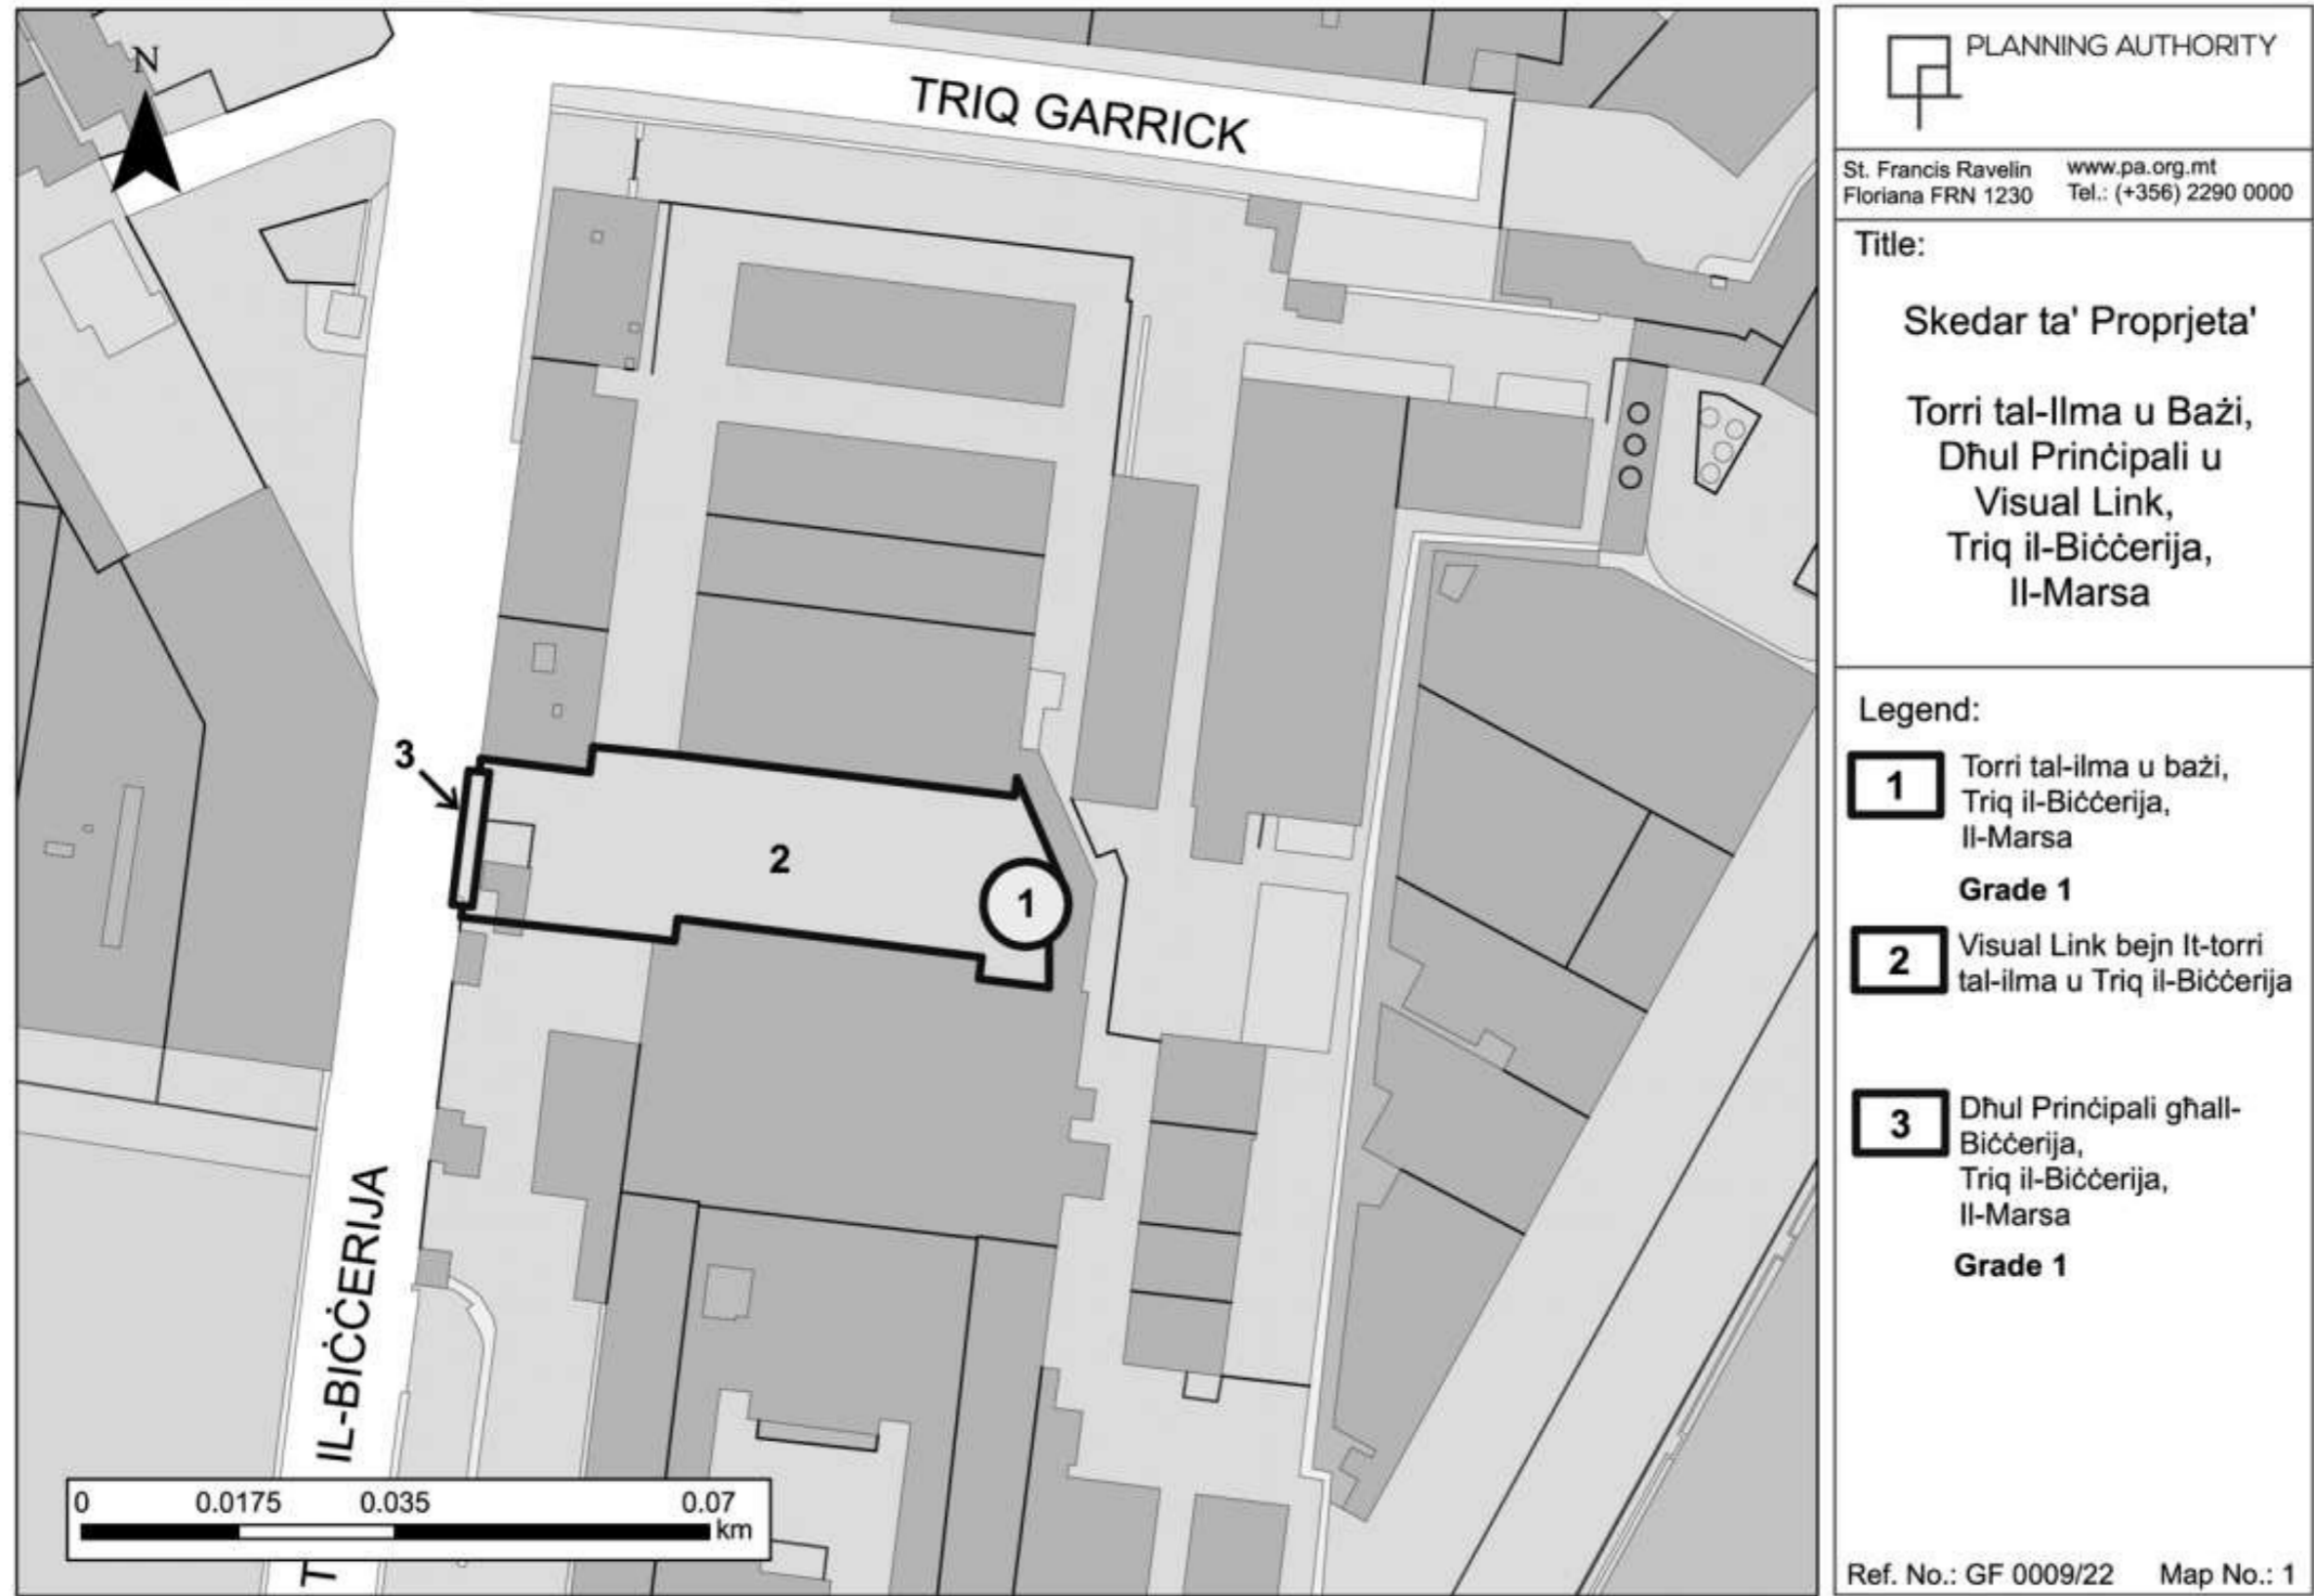 N
TRIQ GARRICK
3
2
1
T IL-BIĊĊERIJA
0 0.0175 0.035 0.07
km
PLANNING AUTHORITY
St. Francis Ravelin www.pa.org.mt
Floriana FRN 1230 Tel.: (+356) 2290 0000
Title:
Skedar ta' Proprjeta'
Torri tal-Ilma u Bażi,
Dħul Prinċipali u
Visual Link,
Triq il-Biċċerija,
Il-Marsa
Legend:
1 Torri tal-ilma u bażi,
Triq il-Biċċerija,
Il-Marsa
Grade 1
2 Visual Link bejn It-torri
tal-ilma u Triq il-Biċċerija
3 Dħul Prinċipali għall-
Biċċerija,
Triq il-Biċċerija,
Il-Marsa
Grade 1
Ref. No.: GF 0009/22 Map No.: 1